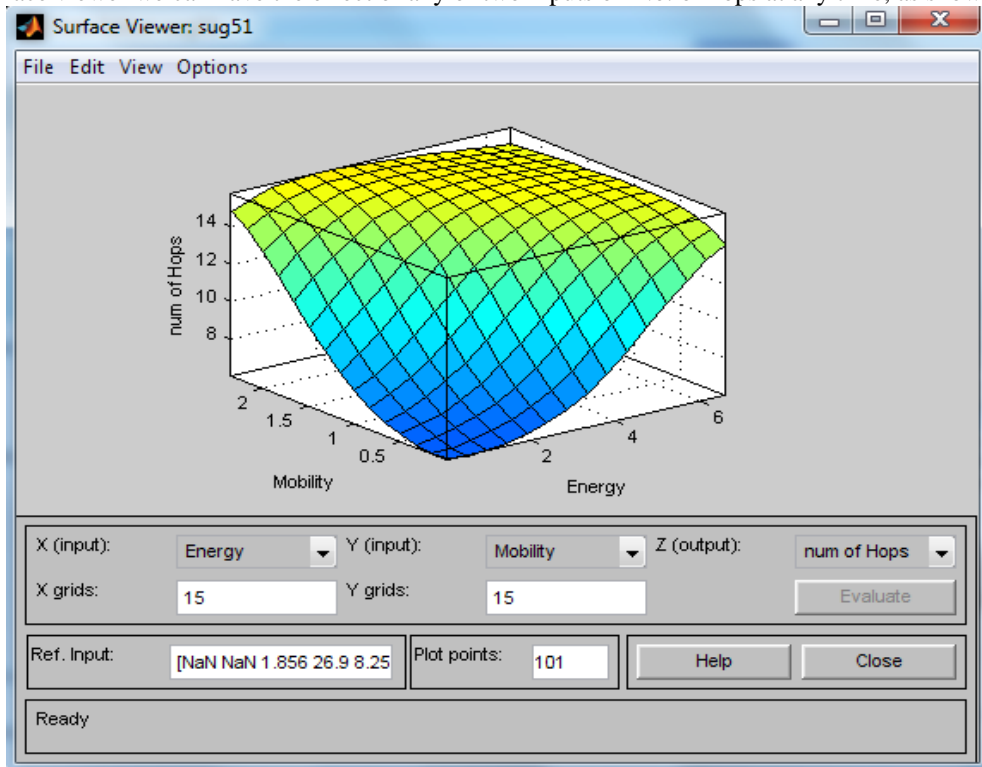 Surface Viewer: sug51
File Edit View Options
num of Hops
14
12
10
8
2
1.5
1
0.5
Mobility
2
4
6
Energy
X (input): Energy Y (input): Mobility Z (output): num of Hops
X grids: 15 Y grids: 15 Evaluate
Ref. Input: [NaN NaN 1.856 26.9 8.25 Plot points: 101 Help Close
Ready